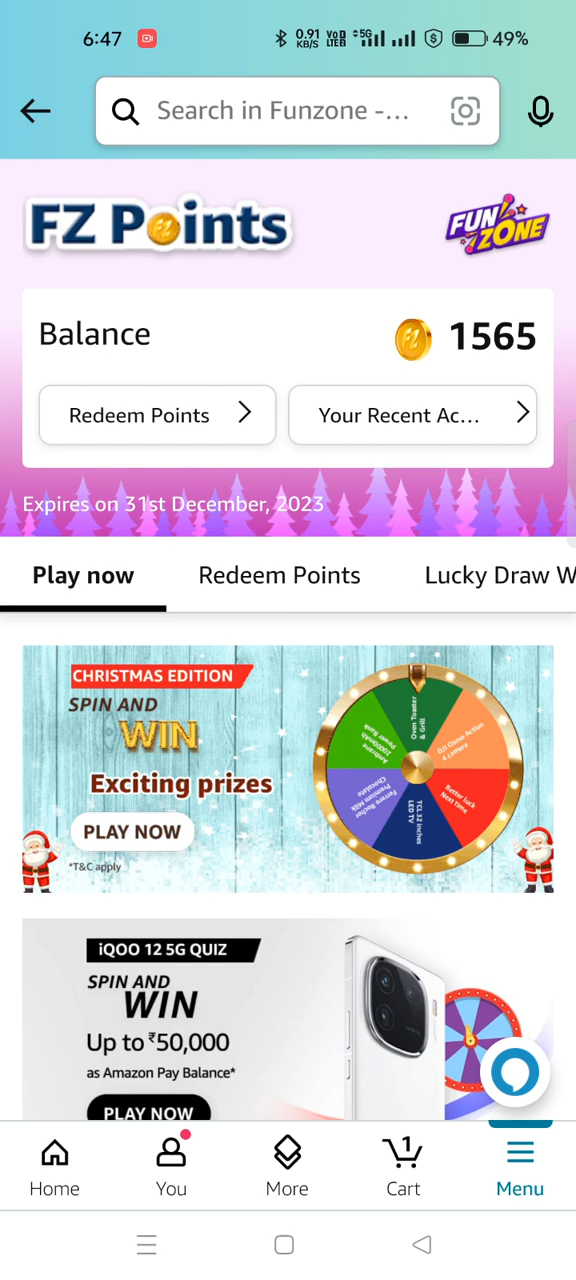 6:47
0.91 KB/S
VoD LTE
5G
49%
Search in Funzone -...
FZ Points
FUN ZONE
Balance
FZ
1565
Redeem Points
Your Recent Ac...
Expires on 31st December, 2023
Play now
Redeem Points
Lucky Draw W
CHRISTMAS EDITION
SPIN AND
WIN
Exciting prizes
PLAY NOW
*T&C apply
Oven Toaster
& Grill
DJI Osmo Action
4 camera
Better luck
Next time
TCL 32 inches
LED TV
Ferrero Rocher
Premium Milk
Chocolate
Ambrane
20000mAh
Power Bank
iQOO 12 5G QUIZ
SPIN AND
WIN
Up to ₹50,000
as Amazon Pay Balance*
PLAY NOW
1
Home
You
More
Cart
Menu